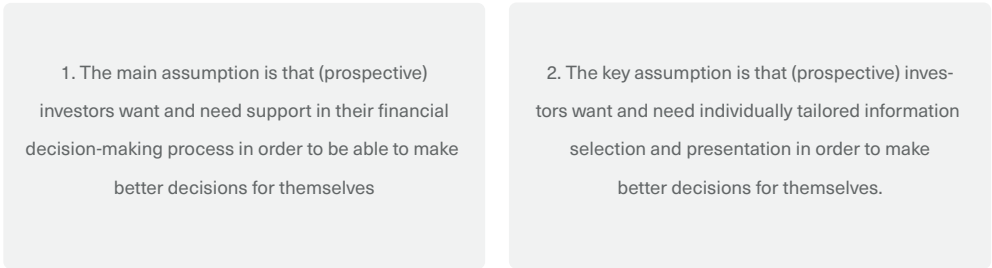 1. The main assumption is that (prospective)
investors want and need support in their financial
decision-making process in order to be able to make
better decisions for themselves
2. The key assumption is that (prospective) inves-
tors want and need individually tailored information
selection and presentation in order to make
better decisions for themselves.